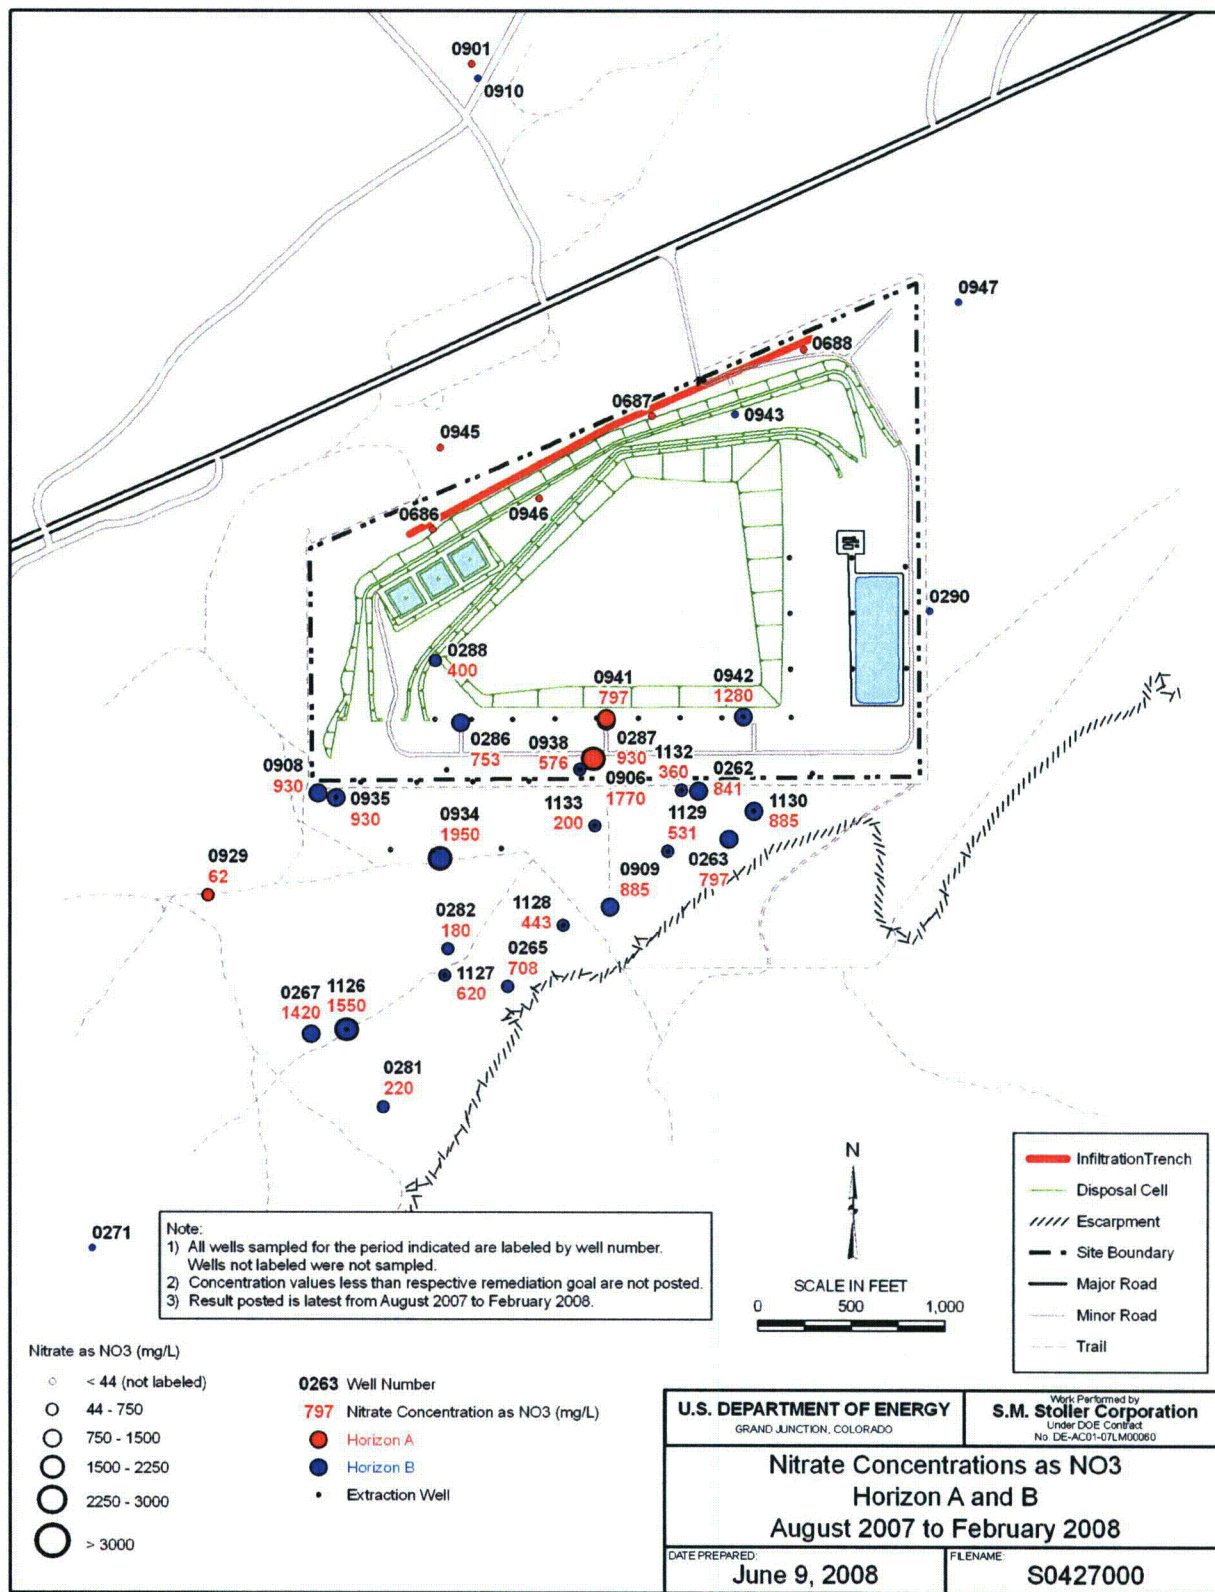 0901
0910
0947
0688
0687
0943
0945
0686
0946
0290
0288
400
0941
797
0942
1280
0286
753
0938
576
0287
930
1132
360
0262
841
0908
930
0906
1770
0935
930
0934
1950
1133
200
1129
531
1130
885
0929
62
0263
797
0909
885
1128
443
0282
180
0265
708
1127
620
0267
1420
1126
1550
0281
220
0271
Note:
1) All wells sampled for the period indicated are labeled by well number.
Wells not labeled were not sampled.
2) Concentration values less than respective remediation goal are not posted.
3) Result posted is latest from August 2007 to February 2008.
N
SCALE IN FEET
0 500 1,000
InfiltrationTrench
Disposal Cell
Escarpment
Site Boundary
Major Road
Minor Road
Trail
Nitrate as NO3 (mg/L)
< 44 (not labeled)
44 - 750
750 - 1500
1500 - 2250
2250 - 3000
> 3000
0263 Well Number
797 Nitrate Concentration as NO3 (mg/L)
Horizon A
Horizon B
Extraction Well
U.S. DEPARTMENT OF ENERGY
GRAND JUNCTION, COLORADO
Work Performed by
S.M. Stoller Corporation
Under DOE Contract
No. DE-AC01-07LM00060
Nitrate Concentrations as NO3
Horizon A and B
August 2007 to February 2008
DATE PREPARED:
June 9, 2008
FILENAME:
S0427000